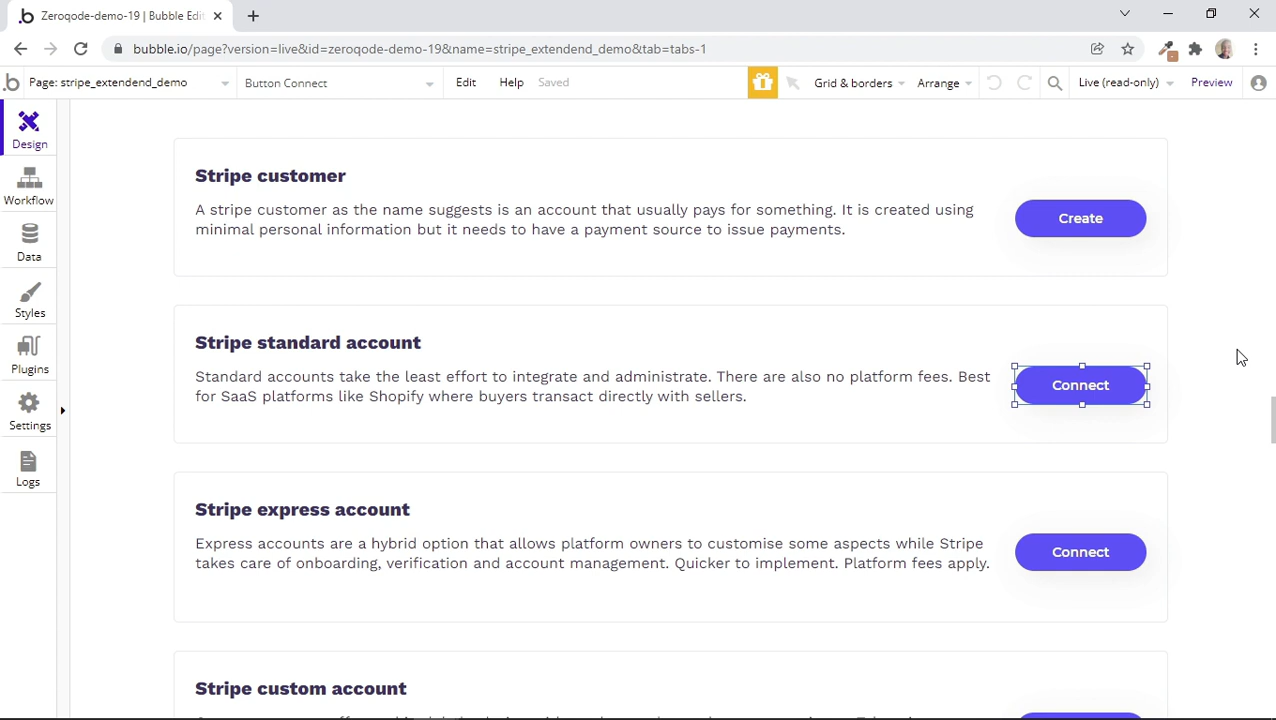 Zeroqode-demo-19 | Bubble Edit
bubble.io/page?version=live&id=zeroqode-demo-19&name=stripe_extendend_demo&tab=tabs-1
Page: stripe_extendend_demo
Button Connect
Edit
Help
Saved
Grid & borders
Arrange
Live (read-only)
Preview
Design
Workflow
Data
Styles
Plugins
Settings
Logs
Stripe customer
A stripe customer as the name suggests is an account that usually pays for something. It is created using
minimal personal information but it needs to have a payment source to issue payments.
Create
Stripe standard account
Standard accounts take the least effort to integrate and administrate. There are also no platform fees. Best
for SaaS platforms like Shopify where buyers transact directly with sellers.
Connect
Stripe express account
Express accounts are a hybrid option that allows platform owners to customise some aspects while Stripe
takes care of onboarding, verification and account management. Quicker to implement. Platform fees apply.
Connect
Stripe custom account